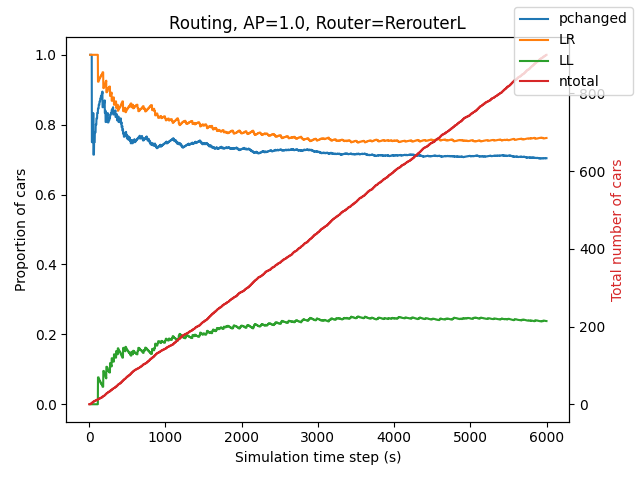 Routing, AP=1.0, Router=RerouterL
pchanged
LR
LL
ntotal
1.0
0.8
0.6
0.4
0.2
0.0
Proportion of cars
800
600
400
200
0
Total number of cars
0
1000
2000
3000
4000
5000
6000
Simulation time step (s)